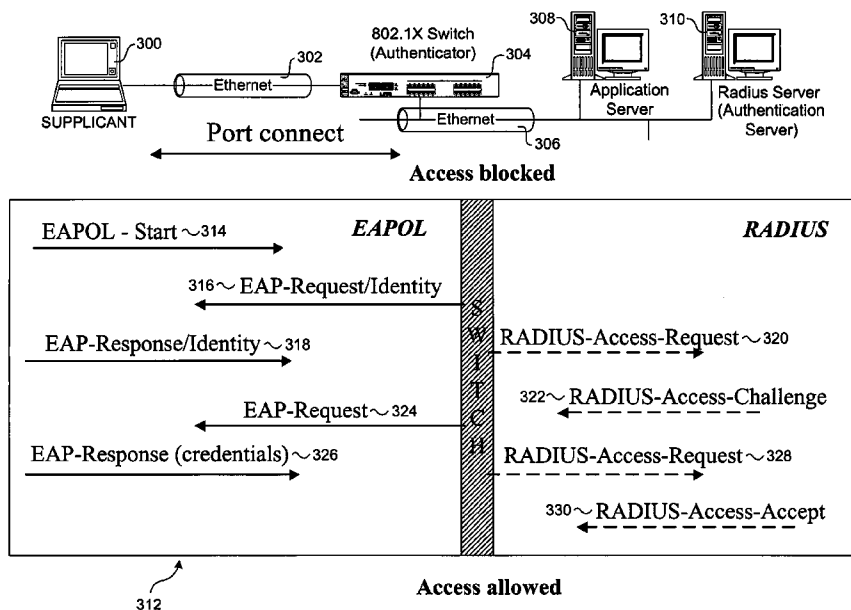 300
302
Ethernet
802.1X Switch
(Authenticator)
304
308
310
SUPPLICANT
Application
Server
Radius Server
(Authentication
Server)
Ethernet
306
Port connect
Access blocked
EAPOL - Start 314
EAPOL
RADIUS
316 EAP-Request/Identity
SWITCH
EAP-Response/Identity 318
RADIUS-Access-Request 320
322 RADIUS-Access-Challenge
EAP-Request 324
EAP-Response (credentials) 326
RADIUS-Access-Request 328
330 RADIUS-Access-Accept
312
Access allowed